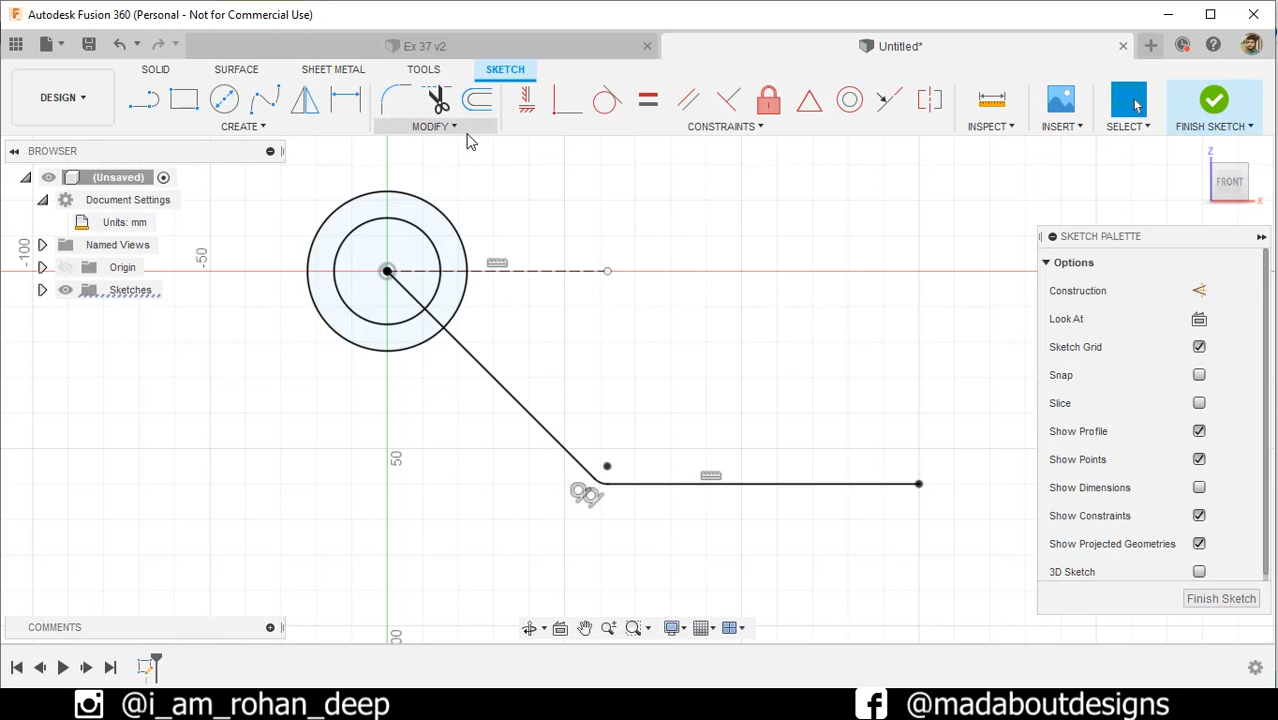 Autodesk Fusion 360 (Personal - Not for Commercial Use)
Ex 37 v2
Untitled*
SOLID SURFACE SHEET METAL TOOLS SKETCH
DESIGN
CREATE MODIFY CONSTRAINTS INSPECT INSERT SELECT FINISH SKETCH
BROWSER
(Unsaved)
Document Settings
Units: mm
Named Views
Origin
Sketches
-100
-50
50
00
Z
FRONT
X
SKETCH PALETTE
Options
Construction
Look At
Sketch Grid
Snap
Slice
Show Profile
Show Points
Show Dimensions
Show Constraints
Show Projected Geometries
3D Sketch
Finish Sketch
COMMENTS
@i_am_rohan_deep
@madaboutdesigns